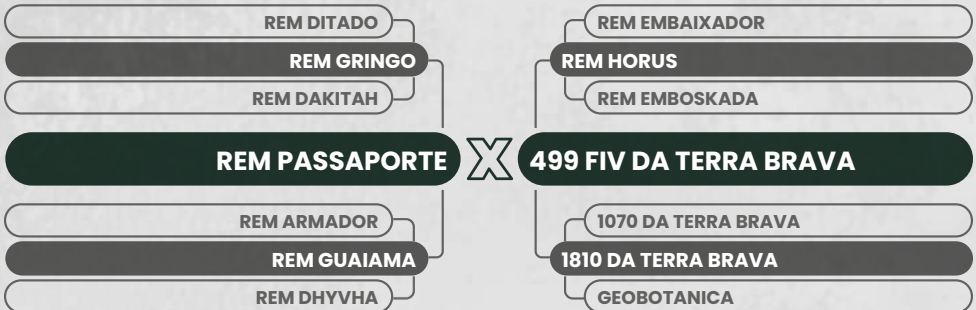 REM DITADO
REM GRINGO
REM DAKITAH
REM PASSAPORTE
REM ARMADOR
REM GUAIAMA
REM DHYVHA
X
REM EMBAIXADOR
REM HORUS
REM EMBOSKADA
499 FIV DA TERRA BRAVA
1070 DA TERRA BRAVA
1810 DA TERRA BRAVA
GEOBOTANICA